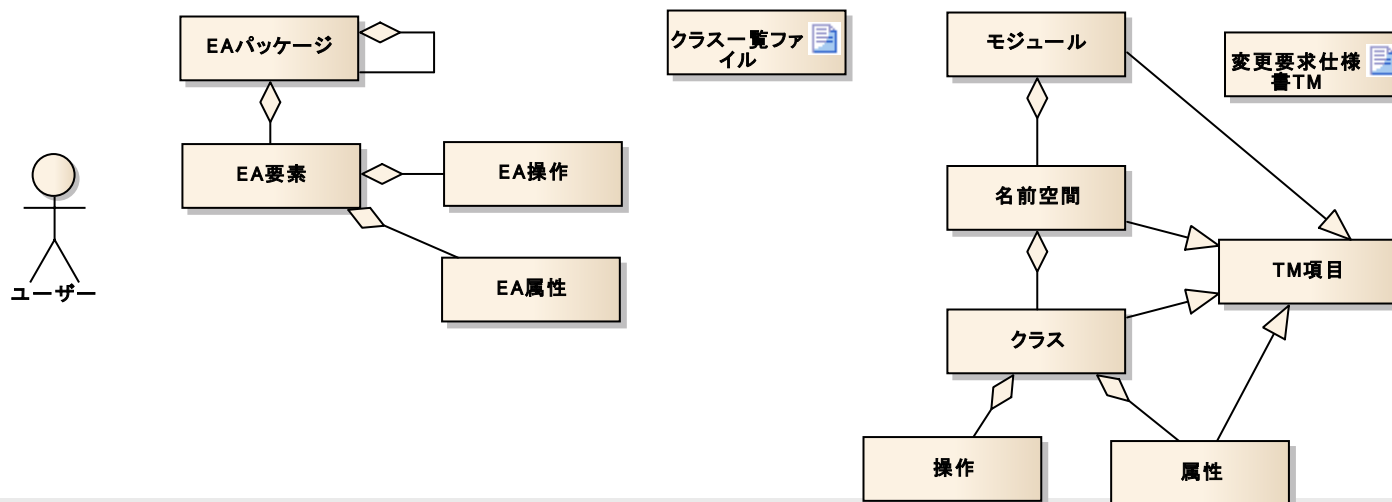 EAパッケージ
クラス一覧ファ
イル
モジュール
変更要求仕様
書TM
EA要素
EA操作
名前空間
EA属性
TM項目
ユーザー
クラス
操作
属性